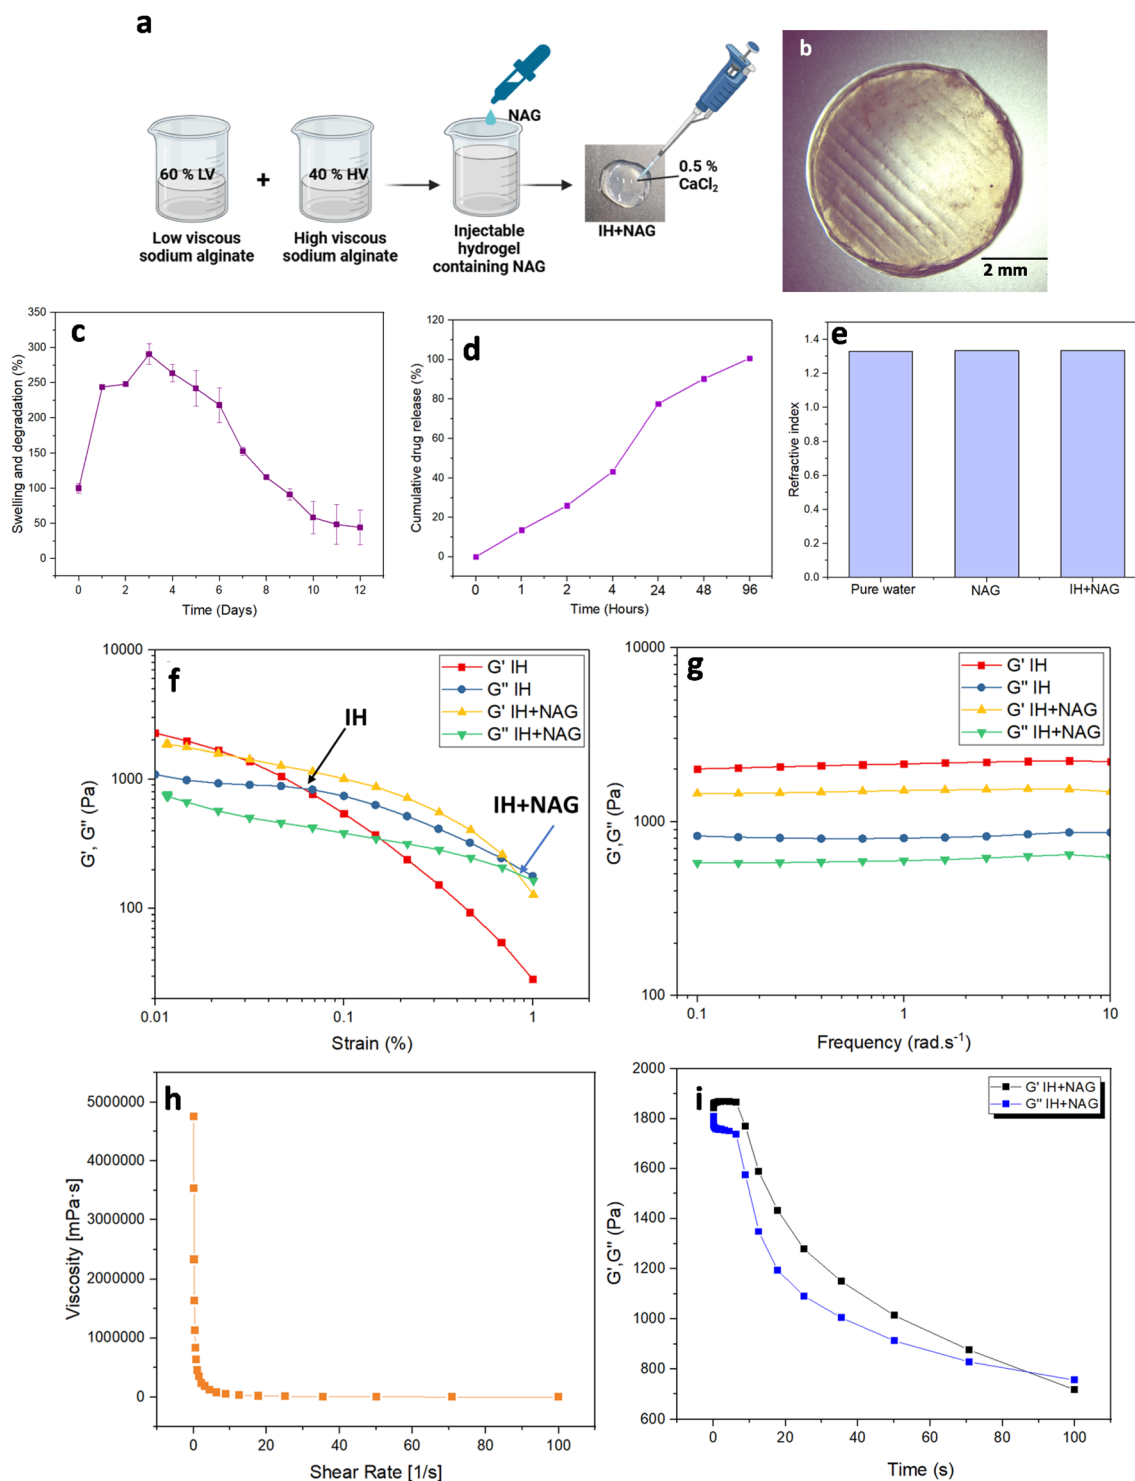 a
NAG
60 % LV
+
40 % HV
0.5 %
CaCl₂
Low viscous
sodium alginate
High viscous
sodium alginate
Injectable
hydrogel
containing NAG
IH+NAG
b
2 mm
c
Swelling and degradation (%)
350
300
250
200
150
100
50
0
0
2
4
6
8
10
12
Time (Days)
d
Cumulative drug release (%)
120
100
80
60
40
20
0
0
1
2
4
24
48
96
Time (Hours)
e
Refractive index
1.4
1.2
1.0
0.8
0.6
0.4
0.2
0.0
Pure water
NAG
IH+NAG
f
G', G'' (Pa)
10000
1000
100
G' IH
G'' IH
G' IH+NAG
G'' IH+NAG
IH
IH+NAG
0.01
0.1
1
Strain (%)
g
G',G'' (Pa)
10000
1000
100
G' IH
G'' IH
G' IH+NAG
G'' IH+NAG
0.1
1
10
Frequency (rad.s⁻¹)
h
Viscosity [mPa·s]
5000000
4000000
3000000
2000000
1000000
0
0
20
40
60
80
100
Shear Rate [1/s]
i
G',G'' (Pa)
2000
1800
1600
1400
1200
1000
800
600
G' IH+NAG
G'' IH+NAG
0
20
40
60
80
100
Time (s)